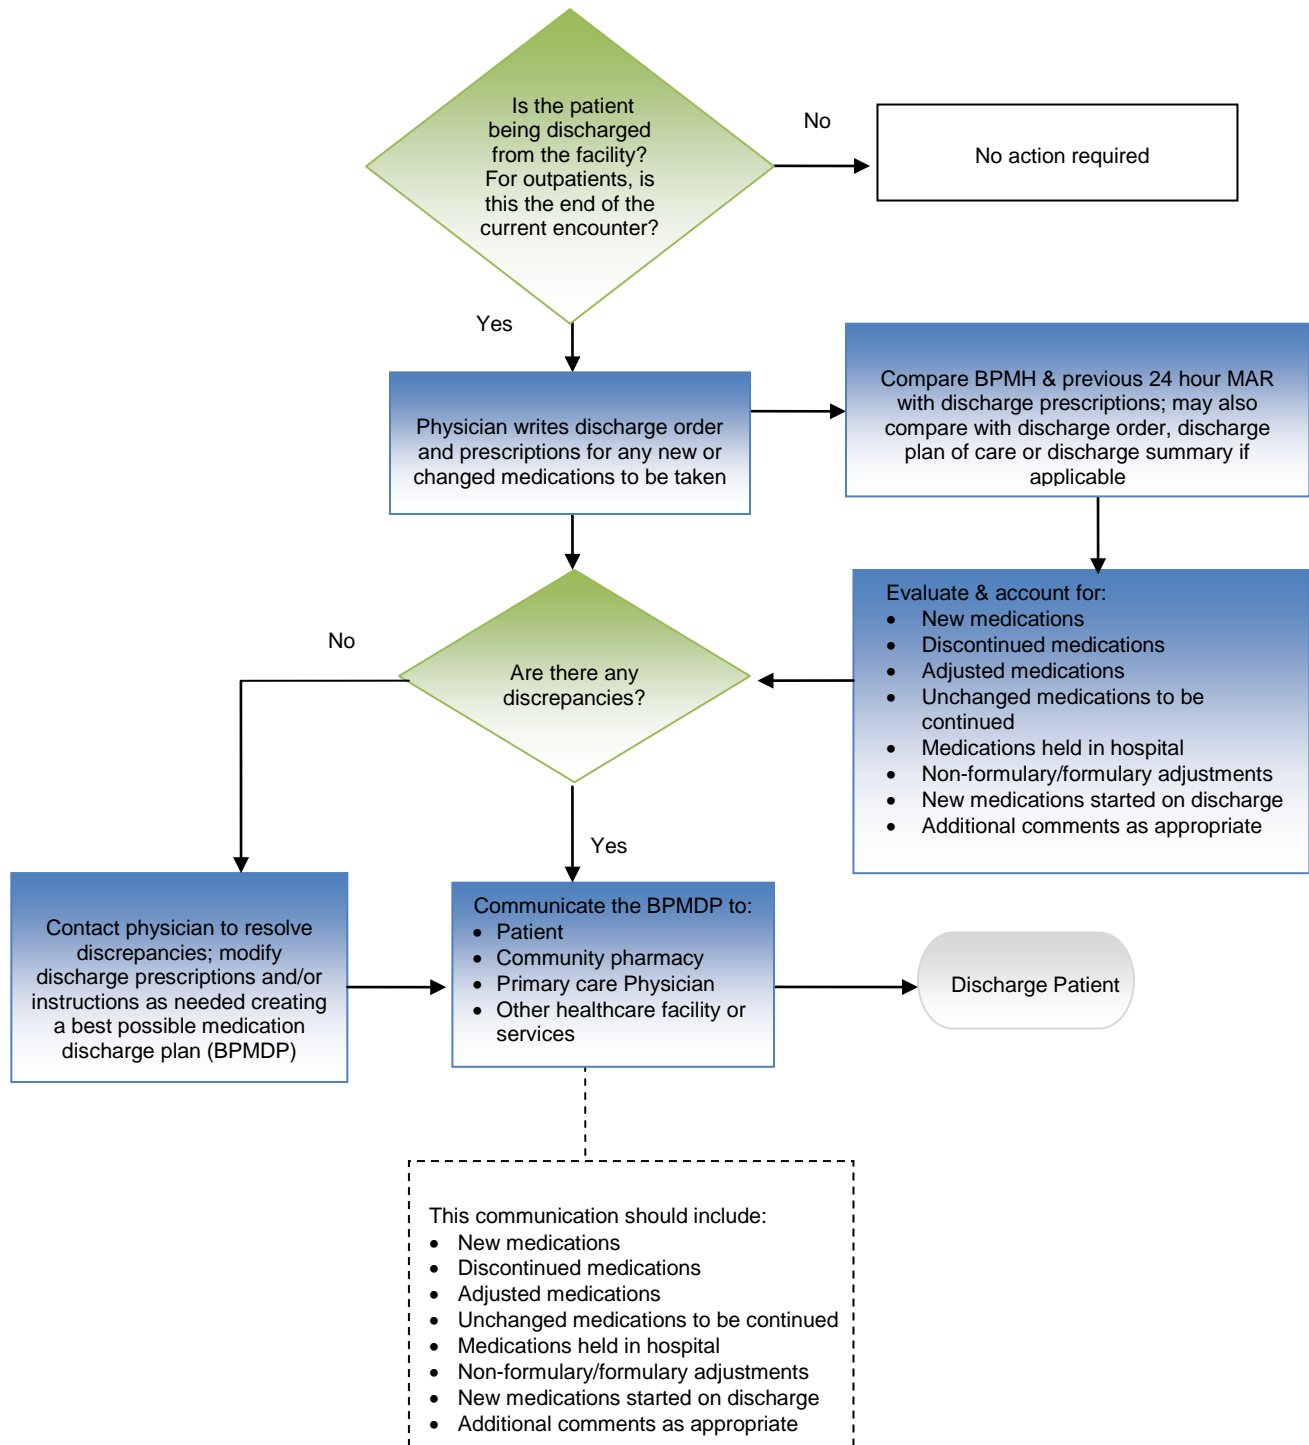 Is the patient
being discharged
from the facility?
For outpatients, is
this the end of the
current encounter?
No
No action required
Yes
Physician writes discharge order
and prescriptions for any new or
changed medications to be taken
Compare BPMH & previous 24 hour MAR
with discharge prescriptions; may also
compare with discharge order, discharge
plan of care or discharge summary if
applicable
Evaluate & account for:
• New medications
• Discontinued medications
• Adjusted medications
• Unchanged medications to be
continued
• Medications held in hospital
• Non-formulary/formulary adjustments
• New medications started on discharge
• Additional comments as appropriate
No
Are there any
discrepancies?
Yes
Contact physician to resolve
discrepancies; modify
discharge prescriptions and/or
instructions as needed creating
a best possible medication
discharge plan (BPMDP)
Communicate the BPMDP to:
• Patient
• Community pharmacy
• Primary care Physician
• Other healthcare facility or
services
Discharge Patient
This communication should include:
• New medications
• Discontinued medications
• Adjusted medications
• Unchanged medications to be continued
• Medications held in hospital
• Non-formulary/formulary adjustments
• New medications started on discharge
• Additional comments as appropriate